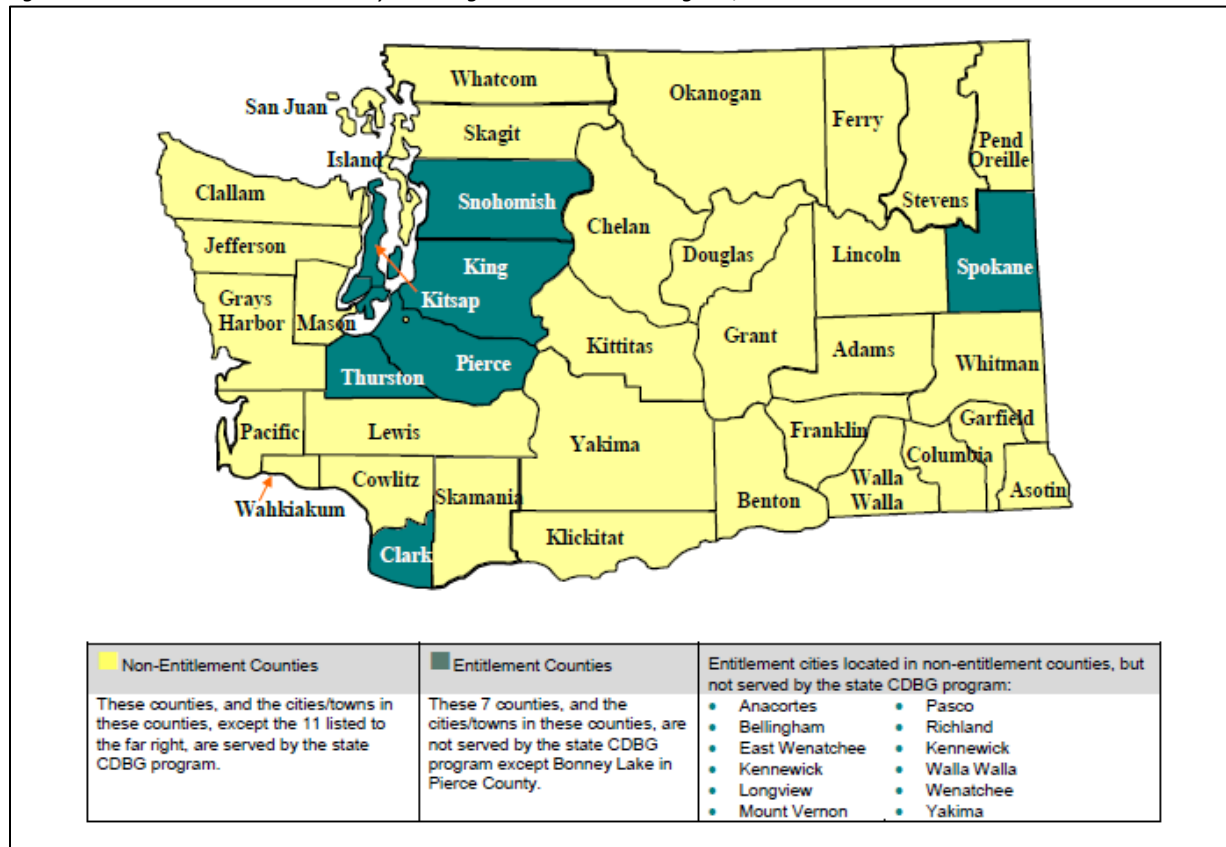 Whatcom
Okanogan
San Juan
Ferry
Skagit
Pend
Oreille
Island
Clallam
Snohomish
Stevens
Chelan
Jefferson
Douglas
Lincoln
King
Spokane
Kitsap
Grays
Harbor
Mason
Grant
Kittitas
Adams
Pierce
Whitman
Thurston
Garfield
Pacific
Lewis
Franklin
Yakima
Columbia
Cowlitz
Walla
Walla
Skamania
Wahkiakum
Benton
Asotin
Klickitat
Clark
Non-Entitlement Counties
These counties, and the cities/towns in
these counties, except the 11 listed to
the far right, are served by the state
CDBG program.
Entitlement Counties
These 7 counties, and the
cities/towns in these counties, are
not served by the state CDBG
program except Bonney Lake in
Pierce County.
Entitlement cities located in non-entitlement counties, but
not served by the state CDBG program:
• Anacortes
• Bellingham
• East Wenatchee
• Kennewick
• Longview
• Mount Vernon
• Pasco
• Richland
• Kennewick
• Walla Walla
• Wenatchee
• Yakima